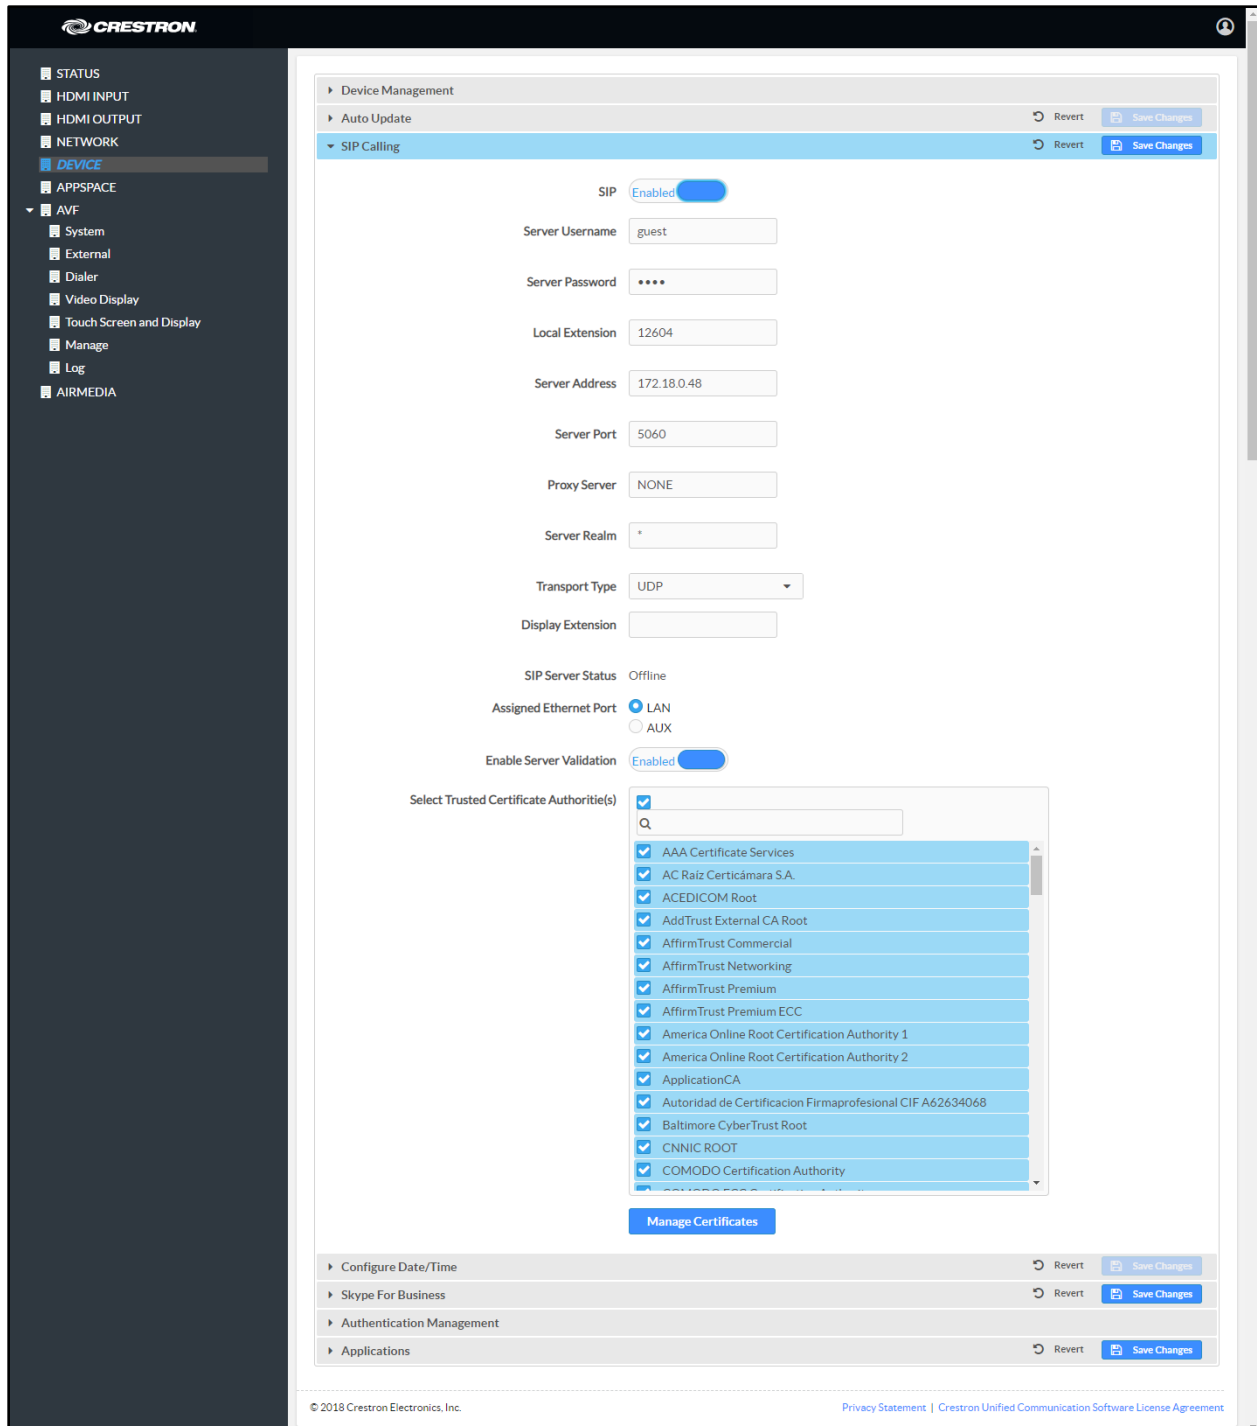 CRESTRON
STATUS
HDMI INPUT
HDMI OUTPUT
NETWORK
DEVICE
APPSPACE
AVF
System
External
Dialer
Video Display
Touch Screen and Display
Manage
Log
AIRMEDIA
Device Management
Auto Update Revert Save Changes
SIP Calling Revert Save Changes
SIP Enabled
Server Username guest
Server Password ••••
Local Extension 12604
Server Address 172.18.0.48
Server Port 5060
Proxy Server NONE
Server Realm *
Transport Type UDP
Display Extension
SIP Server Status Offline
Assigned Ethernet Port LAN
AUX
Enable Server Validation Enabled
Select Trusted Certificate Authoritie(s)
AAA Certificate Services
AC Raíz Certicámara S.A.
ACEDICOM Root
AddTrust External CA Root
AffirmTrust Commercial
AffirmTrust Networking
AffirmTrust Premium
AffirmTrust Premium ECC
America Online Root Certification Authority 1
America Online Root Certification Authority 2
ApplicationCA
Autoridad de Certificacion Firmaprofesional CIF A62634068
Baltimore CyberTrust Root
CNNIC ROOT
COMODO Certification Authority
Manage Certificates
Configure Date/Time Revert Save Changes
Skype For Business Revert Save Changes
Authentication Management
Applications Revert Save Changes
© 2018 Crestron Electronics, Inc. Privacy Statement | Crestron Unified Communication Software License Agreement